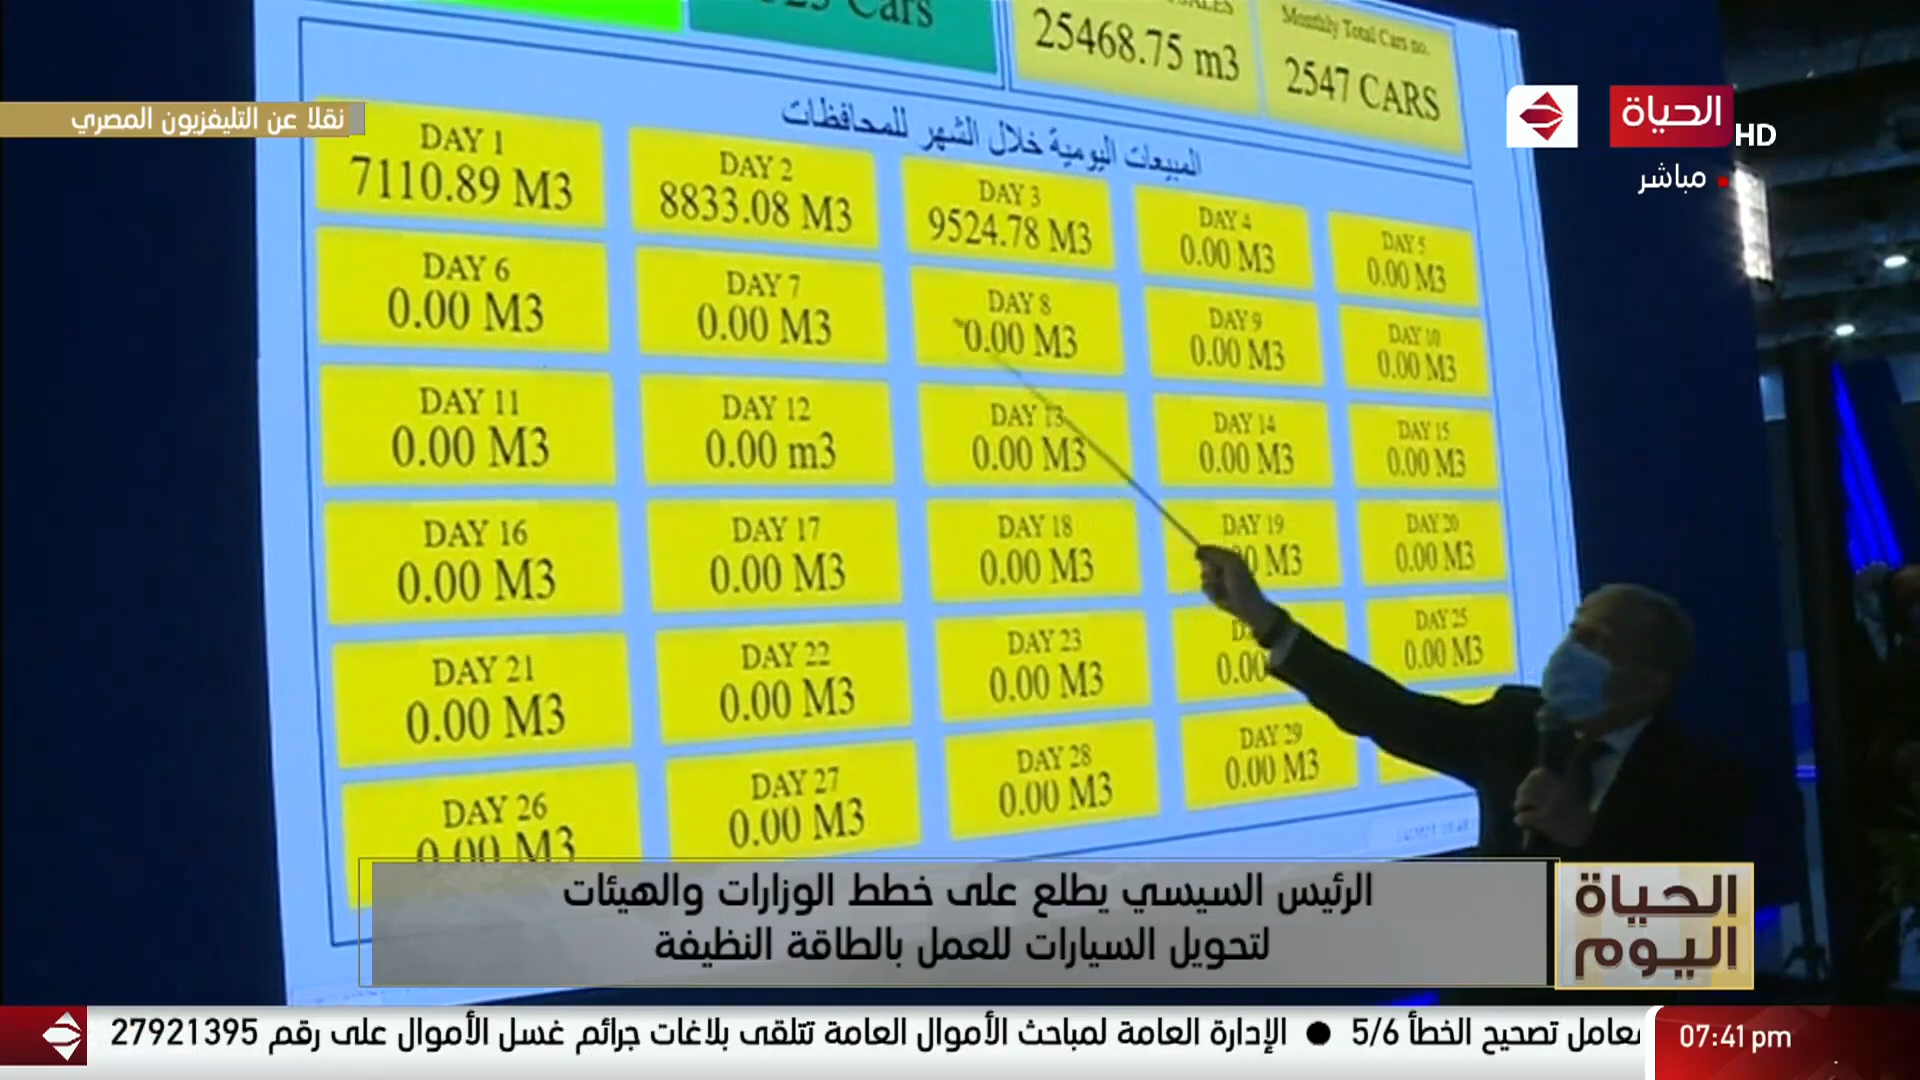 Cars
25468.75 m3
Monthly Total Cars no.
2547 CARS
نقلا عن التليفزيون المصري
الحياة
HD
مباشر
المبيعات اليومية خلال الشهر للمحافظات
DAY 1
7110.89 M3
DAY 2
8833.08 M3
DAY 3
9524.78 M3
DAY 4
0.00 M3
DAY 5
0.00 M3
DAY 6
0.00 M3
DAY 7
0.00 M3
DAY 8
0.00 M3
DAY 9
0.00 M3
DAY 10
0.00 M3
DAY 11
0.00 M3
DAY 12
0.00 m3
DAY 13
0.00 M3
DAY 14
0.00 M3
DAY 15
0.00 M3
DAY 16
0.00 M3
DAY 17
0.00 M3
DAY 18
0.00 M3
DAY 19
M3
DAY 20
0.00 M3
DAY 21
0.00 M3
DAY 22
0.00 M3
DAY 23
0.00 M3
0.00
DAY 25
0.00 M3
DAY 26
0.00 M3
DAY 27
0.00 M3
DAY 28
0.00 M3
DAY 29
0.00 M3
الرئيس السيسي يطلع على خطط الوزارات والهيئات
لتحويل السيارات للعمل بالطاقة النظيفة
الحياة
اليوم
معامل تصحيح الخطأ 5/6 ● الإدارة العامة لمباحث الأموال العامة تتلقى بلاغات جرائم غسل الأموال على رقم 27921395
07:41 pm